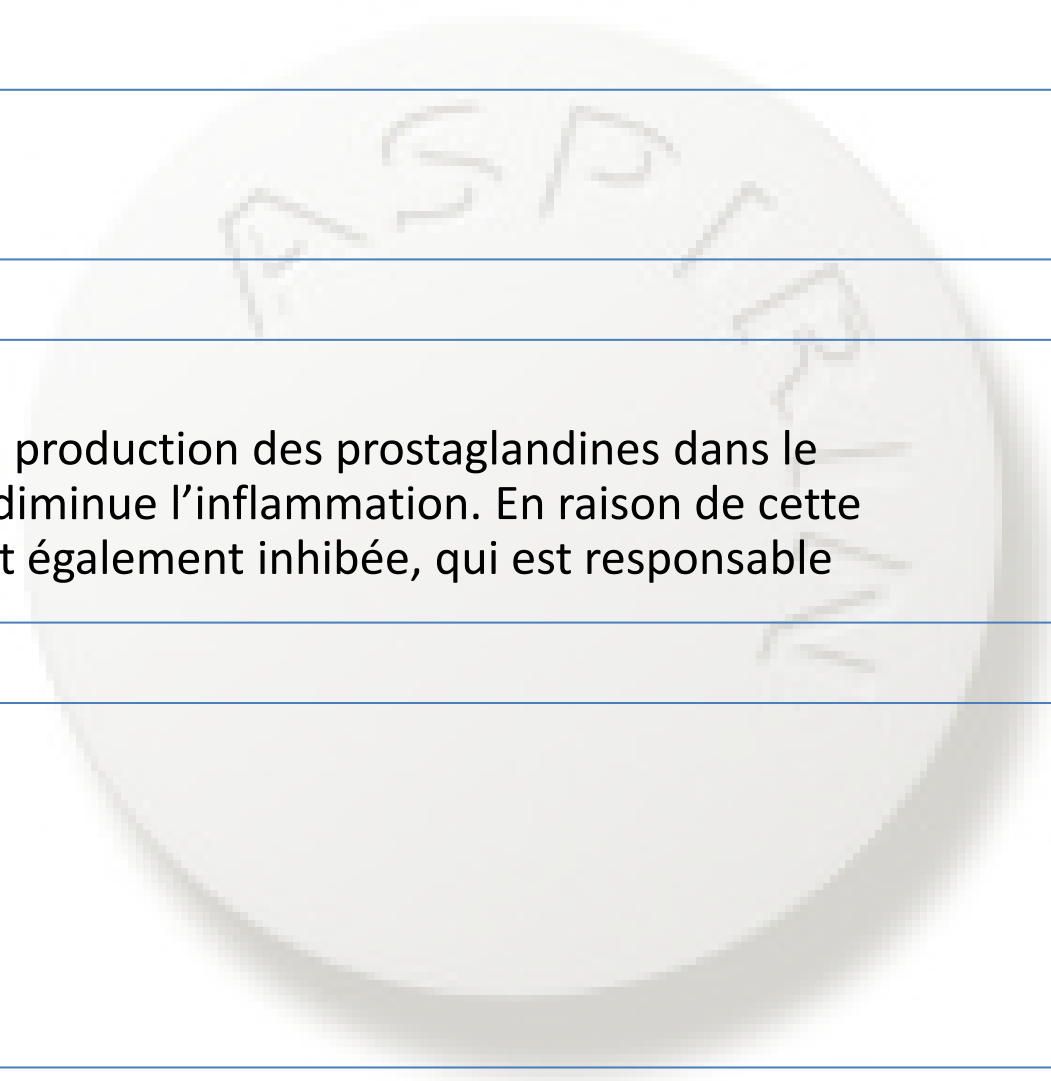 ASPIRIN
production des prostaglandines dans le
diminue l’inflammation. En raison de cette
t également inhibée, qui est responsable